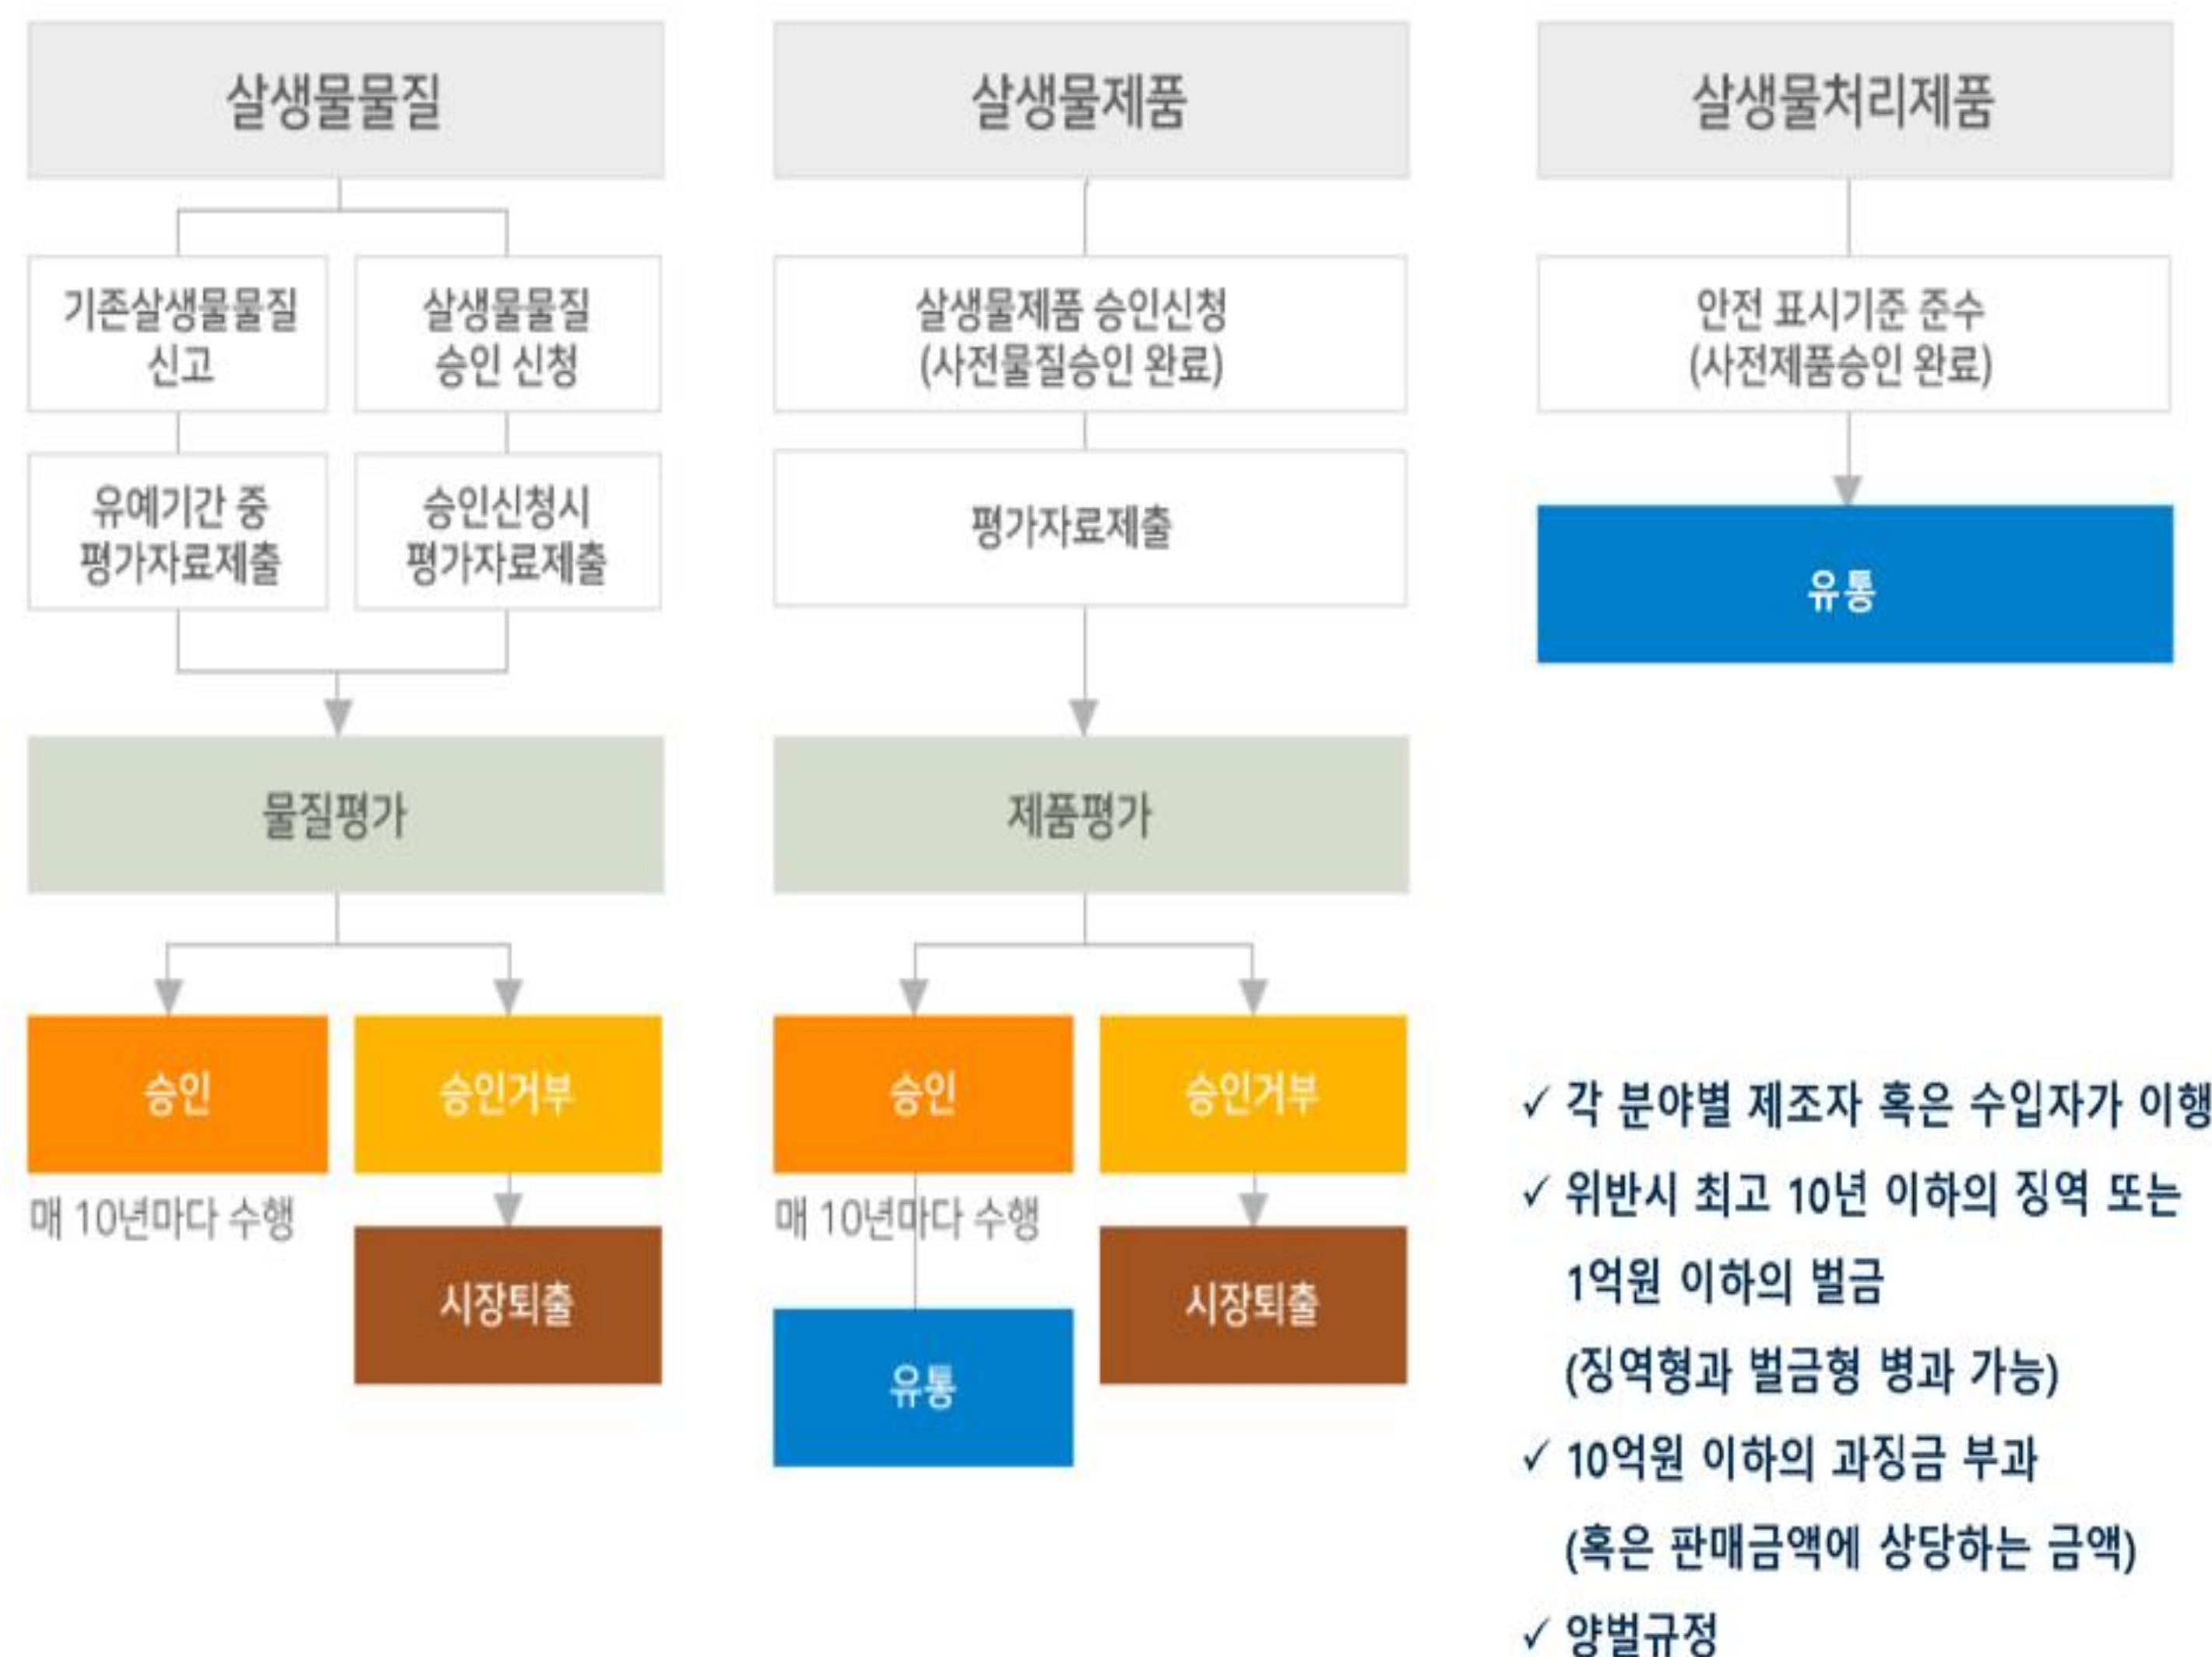 살생물물질
기존살생물물질
신고
살생물물질
승인 신청
유예기간 중
평가자료제출
승인신청시
평가자료제출
물질평가
승인
승인거부
매 10년마다 수행
시장퇴출
살생물제품
살생물제품 승인신청
(사전물질승인 완료)
평가자료제출
제품평가
승인
승인거부
매 10년마다 수행
시장퇴출
유통
살생물처리제품
안전 표시기준 준수
(사전제품승인 완료)
유통
✓ 각 분야별 제조자 혹은 수입자가 이행
✓ 위반시 최고 10년 이하의 징역 또는
1억원 이하의 벌금
(징역형과 벌금형 병과 가능)
✓ 10억원 이하의 과징금 부과
(혹은 판매금액에 상당하는 금액)
✓ 양벌규정